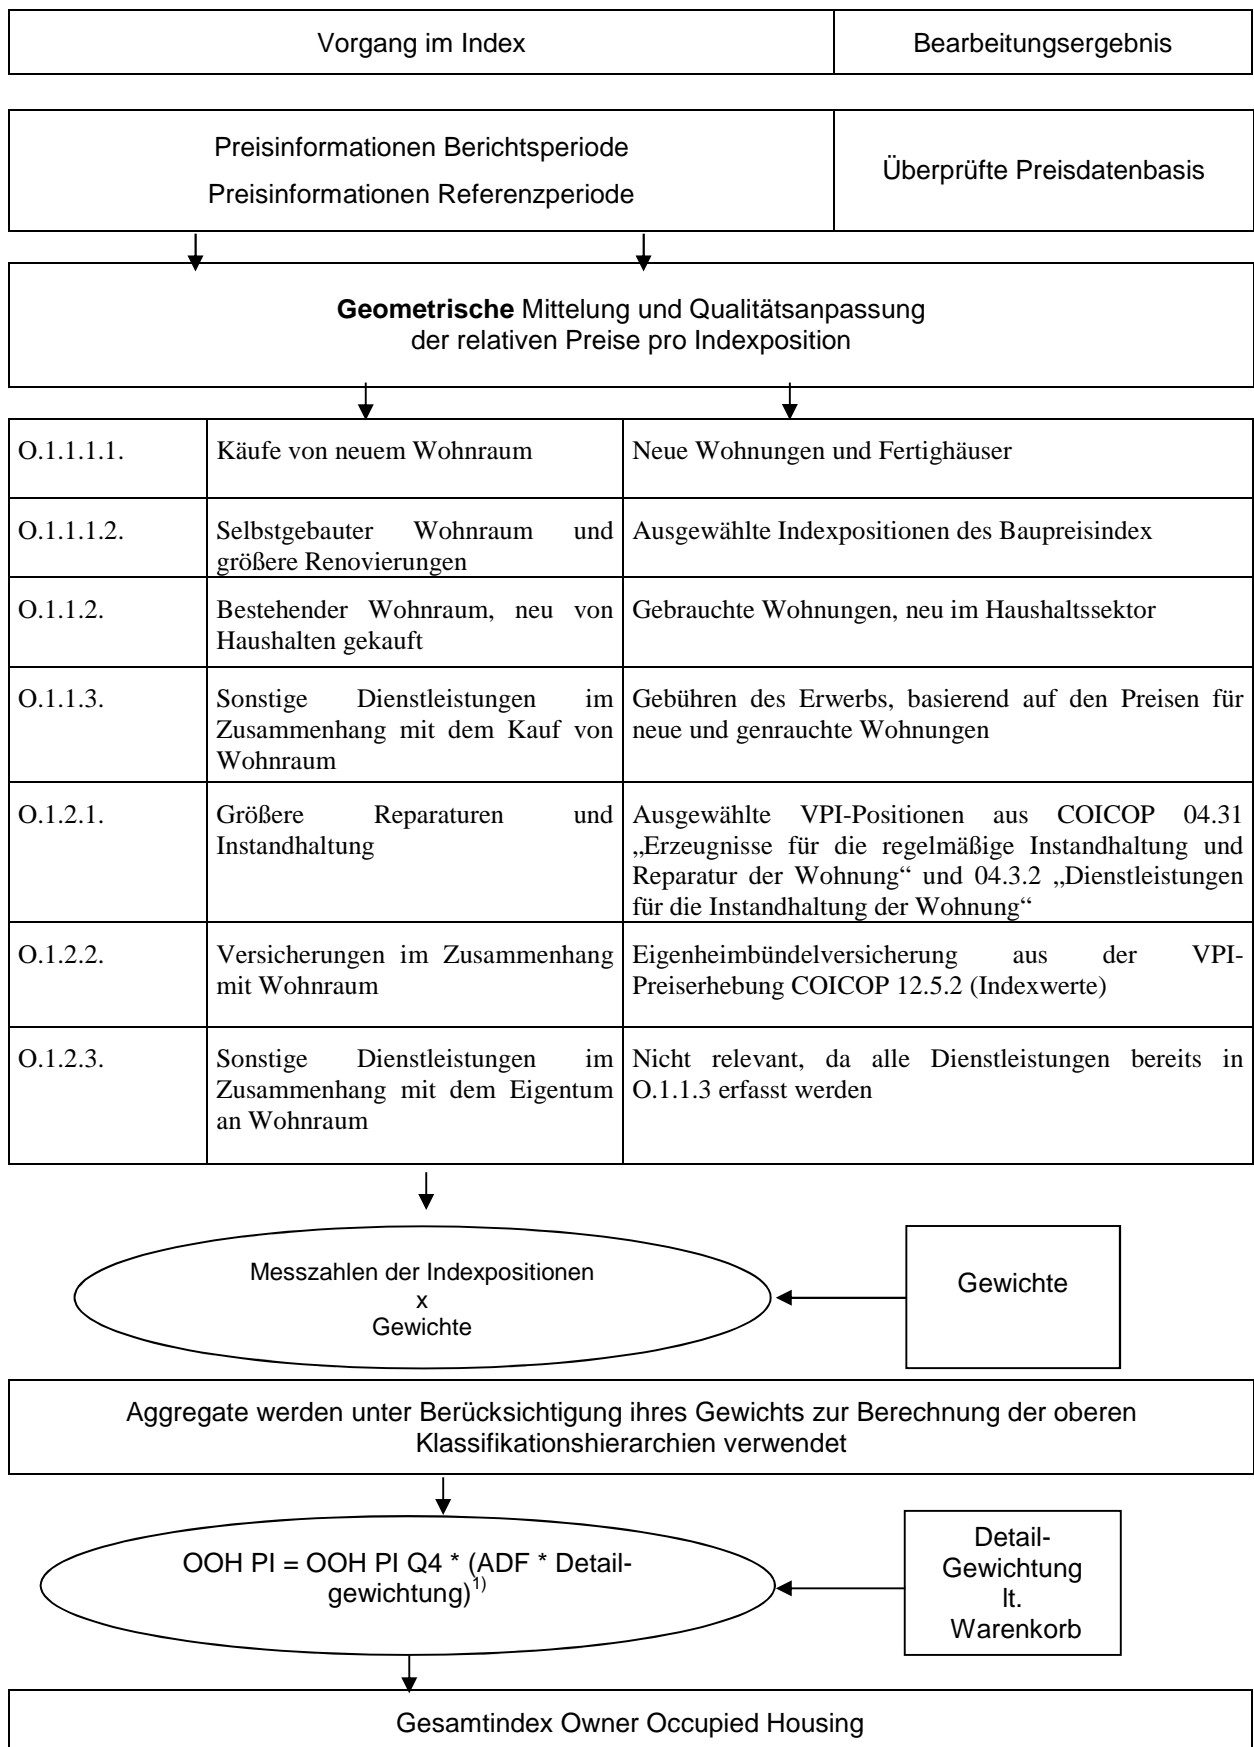 Vorgang im Index
Bearbeitungsergebnis
Preisinformationen Berichtsperiode
Preisinformationen Referenzperiode
Überprüfte Preisdatenbasis
Geometrische Mittelung und Qualitätsanpassung
der relativen Preise pro Indexposition
O.1.1.1.1.
Käufe von neuem Wohnraum
Neue Wohnungen und Fertighäuser
O.1.1.1.2.
Selbstgebauter Wohnraum und
größere Renovierungen
Ausgewählte Indexpositionen des Baupreisindex
O.1.1.2.
Bestehender Wohnraum, neu von
Haushalten gekauft
Gebrauchte Wohnungen, neu im Haushaltssektor
O.1.1.3.
Sonstige Dienstleistungen im
Zusammenhang mit dem Kauf von
Wohnraum
Gebühren des Erwerbs, basierend auf den Preisen für
neue und genrauchte Wohnungen
O.1.2.1.
Größere Reparaturen und
Instandhaltung
Ausgewählte VPI-Positionen aus COICOP 04.31
„Erzeugnisse für die regelmäßige Instandhaltung und
Reparatur der Wohnung“ und 04.3.2 „Dienstleistungen
für die Instandhaltung der Wohnung“
O.1.2.2.
Versicherungen im Zusammenhang
mit Wohnraum
Eigenheimbündelversicherung aus der VPI-
Preiserhebung COICOP 12.5.2 (Indexwerte)
O.1.2.3.
Sonstige Dienstleistungen im
Zusammenhang mit dem Eigentum
an Wohnraum
Nicht relevant, da alle Dienstleistungen bereits in
O.1.1.3 erfasst werden
Messzahlen der Indexpositionen
x
Gewichte
Gewichte
Aggregate werden unter Berücksichtigung ihres Gewichts zur Berechnung der oberen
Klassifikationshierarchien verwendet
OOH PI = OOH PI Q4 * (ADF * Detail-
gewichtung)1)
Detail-
Gewichtung
lt.
Warenkorb
Gesamtindex Owner Occupied Housing